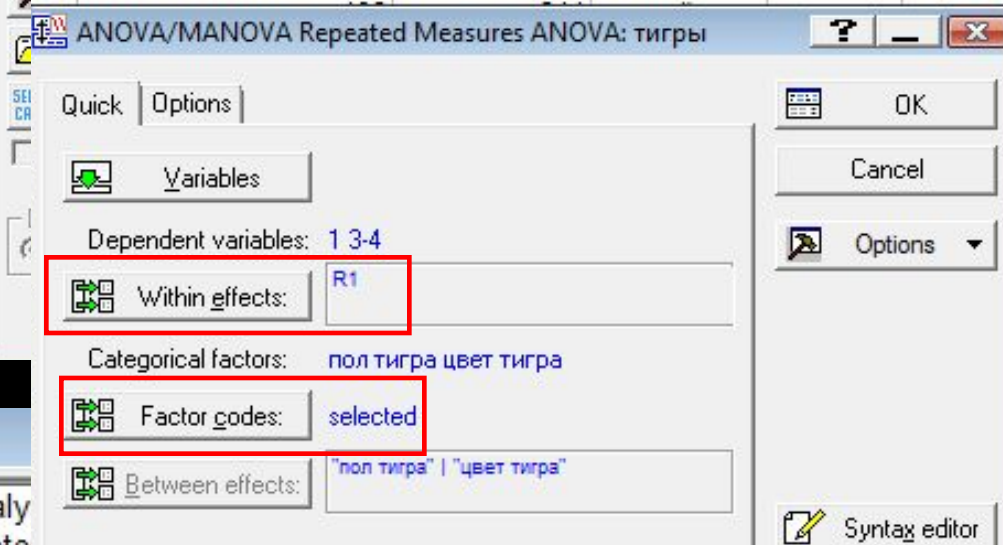 ANOVA/MANOVA Repeated Measures ANOVA: тигры
Quick Options
OK
Variables
Cancel
Dependent variables: 1 3-4
Options
Within effects: R1
Categorical factors: пол тигра цвет тигра
Factor codes: selected
Between effects: "пол тигра" | "цвет тигра"
Syntax editor